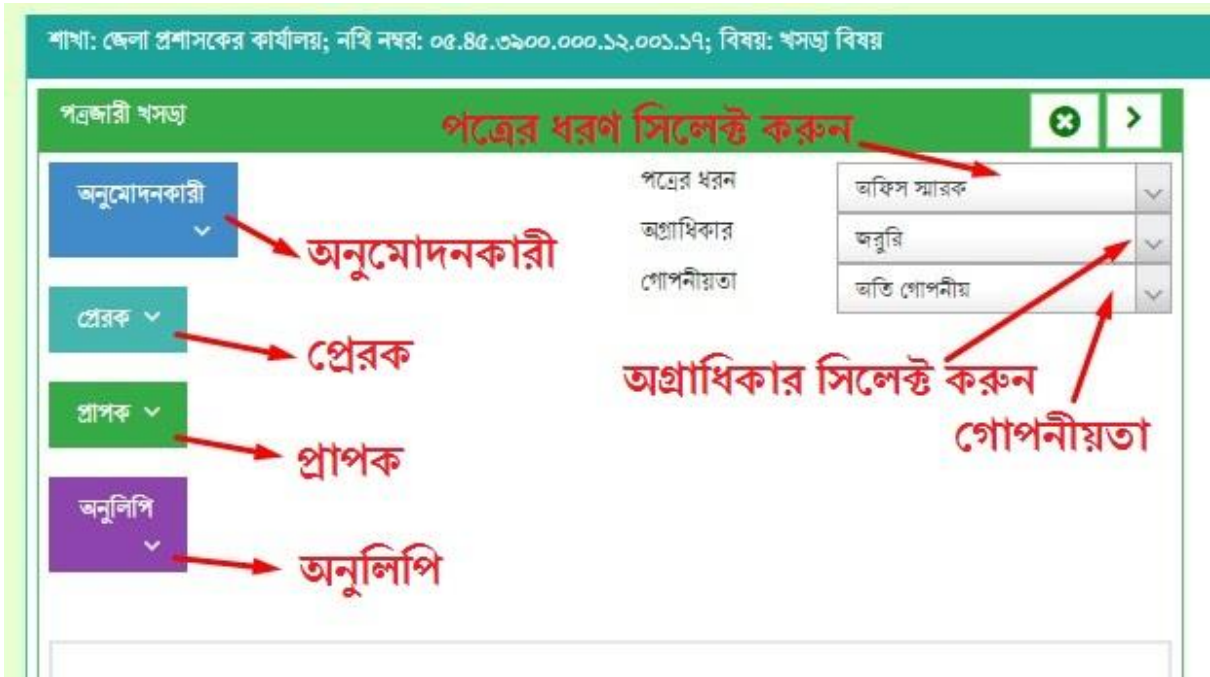 শাখা: জেলা প্রশাসকের কার্যালয়; নথি নম্বর: ০৫.৪৫.৩৯০০.০০০.১২.০০১.১৭; বিষয়: খসড়া বিষয়
পত্রজারী খসড়া
পত্রের ধরণ সিলেক্ট করুন
অনুমোদনকারী
পত্রের ধরন
অফিস স্মারক
অগ্রাধিকার
জরুরি
অনুমোদনকারী
গোপনীয়তা
অতি গোপনীয়
প্রেরক
প্রেরক
অগ্রাধিকার সিলেক্ট করুন
প্রাপক
গোপনীয়তা
প্রাপক
অনুলিপি
অনুলিপি